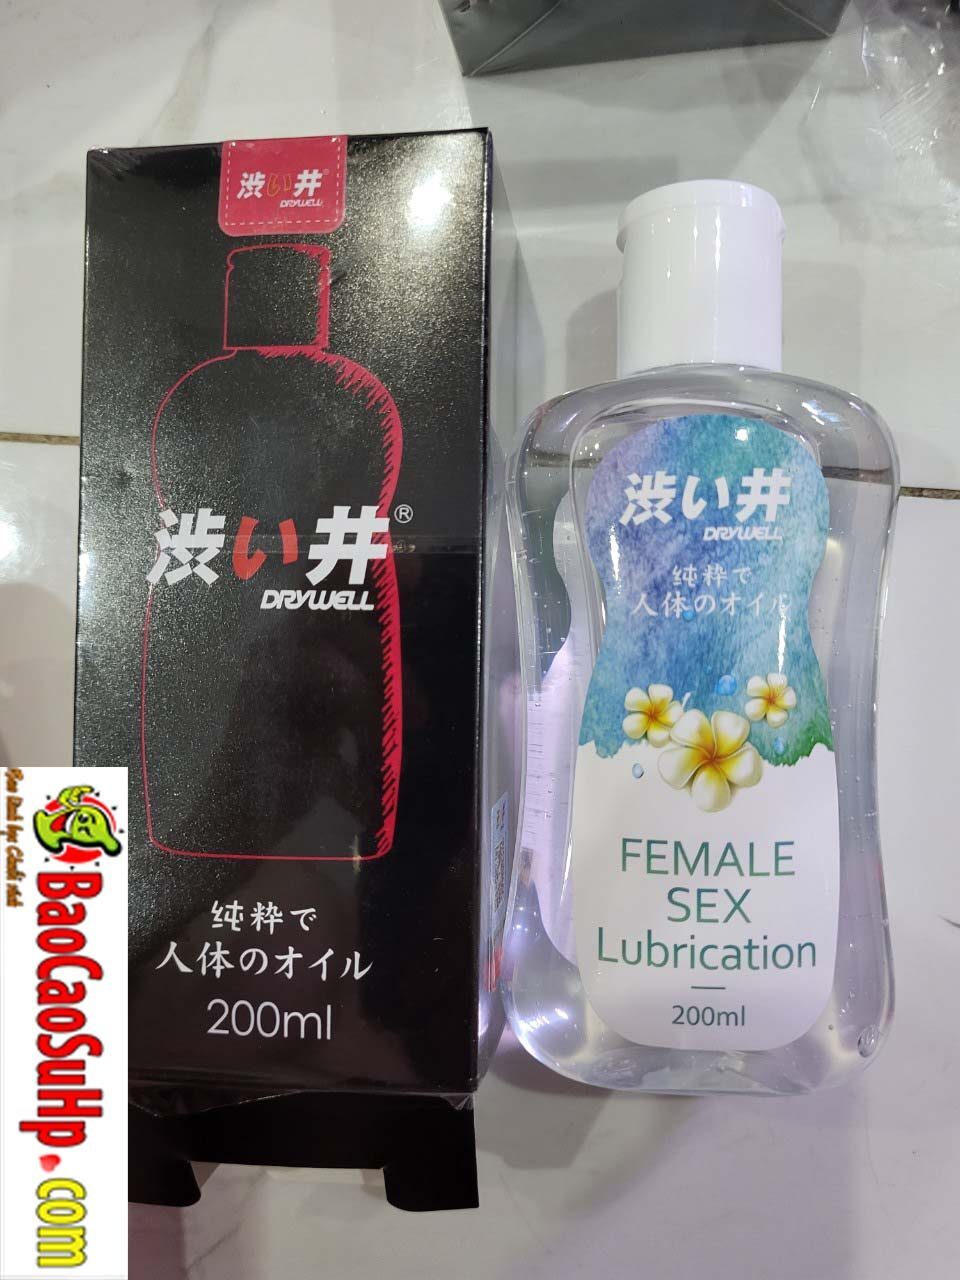 渋い井
DRYWELL
渋い井®
DRYWELL
纯粋で
人体のオイル
200ml
渋い井
DRYWELL
纯粋で
人体のオイル
FEMALE
SEX
Lubrication
200ml
BaoCaoSuHp.com